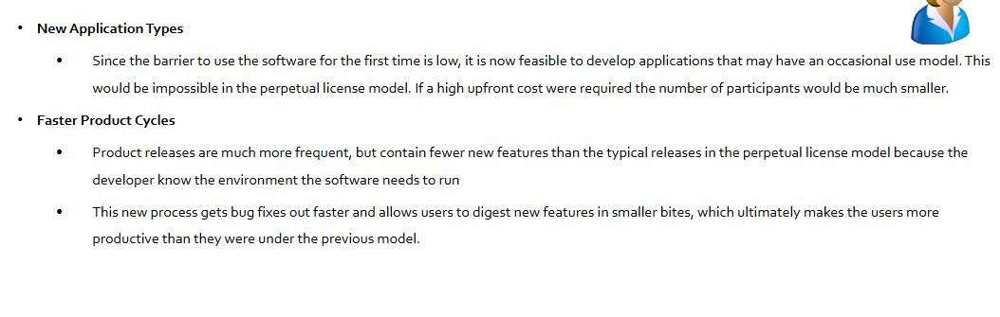 • New Application Types
• Since the barrier to use the software for the first time is low, it is now feasible to develop applications that may have an occasional use model. This
would be impossible in the perpetual license model. If a high upfront cost were required the number of participants would be much smaller.
• Faster Product Cycles
• Product releases are much more frequent, but contain fewer new features than the typical releases in the perpetual license model because the
developer know the environment the software needs to run
• This new process gets bug fixes out faster and allows users to digest new features in smaller bites, which ultimately makes the users more
productive than they were under the previous model.